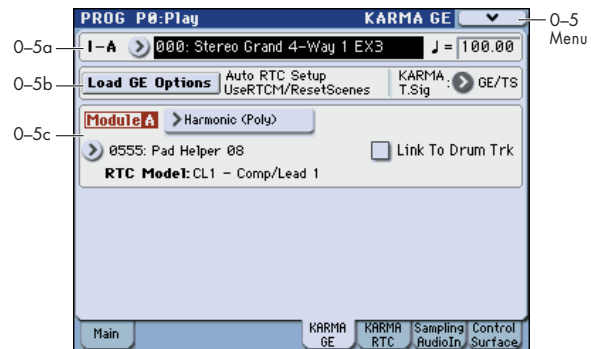 PROG P0:Play KARMA GE
0–5
Menu
0–5a
I-A 000: Stereo Grand 4-Way 1 EX3 ♩= 100.00
0–5b
Load GE Options Auto RTC Setup
UseRTCM/ResetScenes
KARMA :
T.Sig
GE/TS
0–5c
Module A Harmonic (Poly)
0555: Pad Helper 08 Link To Drum Trk
RTC Model: CL1 - Comp/Lead 1
Main
KARMA
GE
KARMA
RTC
Sampling
AudioIn
Control
Surface